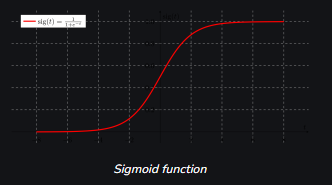 sig(t) = 1/(1+e^{-t})
Sigmoid function